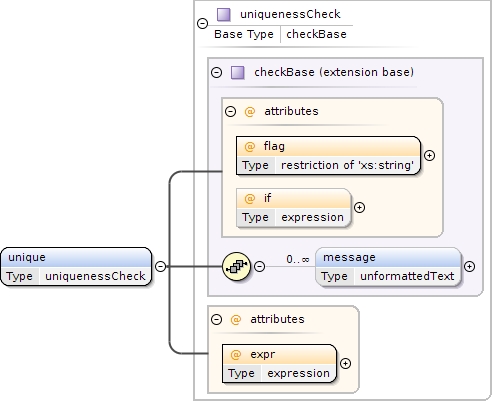 uniquenessCheck
Base Type checkBase
checkBase (extension base)
@ attributes
@ flag
Type restriction of 'xs:string'
@ if
Type expression
unique
Type uniquenessCheck
0..∞
message
Type unformattedText
@ attributes
@ expr
Type expression